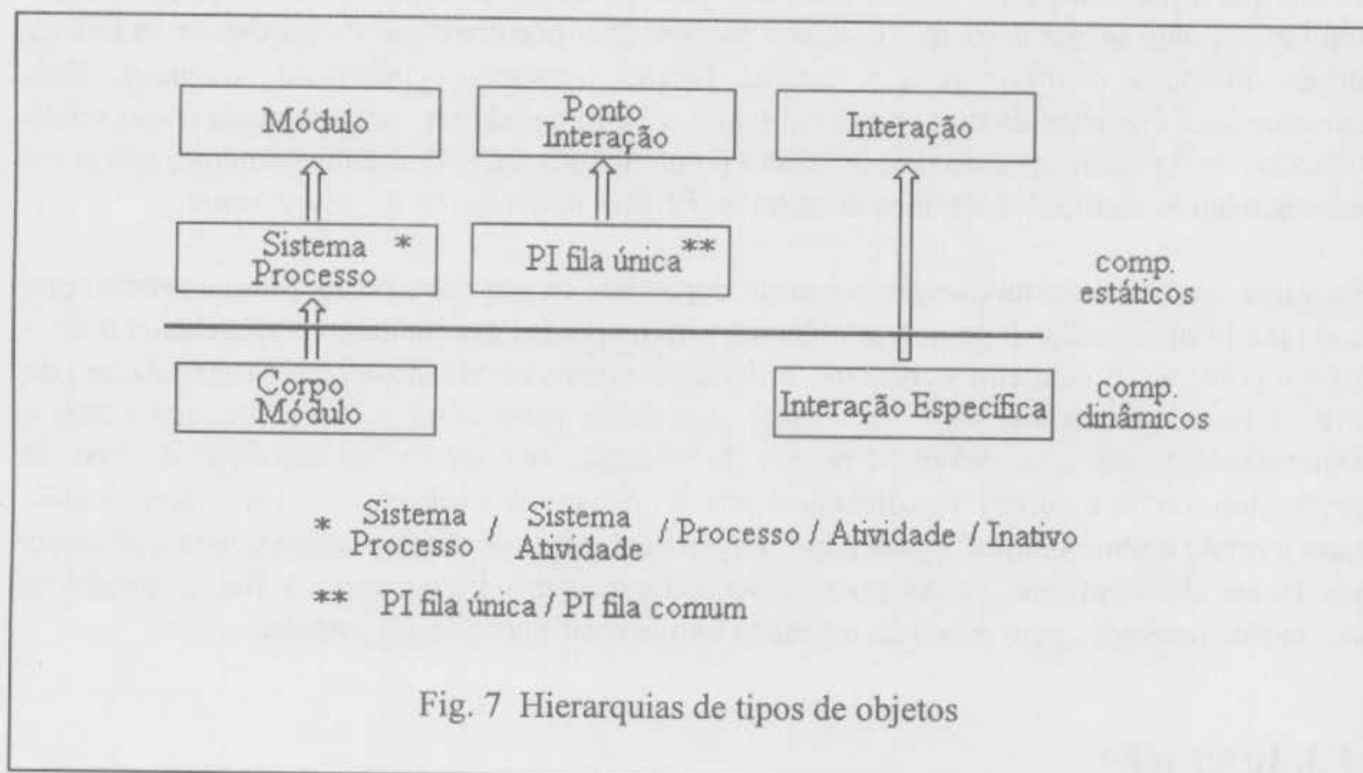 Módulo
Ponto
Interação
Interação
Sistema *
Processo
PI fila única **
comp.
estáticos
Corpo
Módulo
Interação Específica
comp.
dinâmicos
* Sistema Processo / Sistema Atividade / Processo / Atividade / Inativo
** PI fila única / PI fila comum
Fig. 7 Hierarquias de tipos de objetos